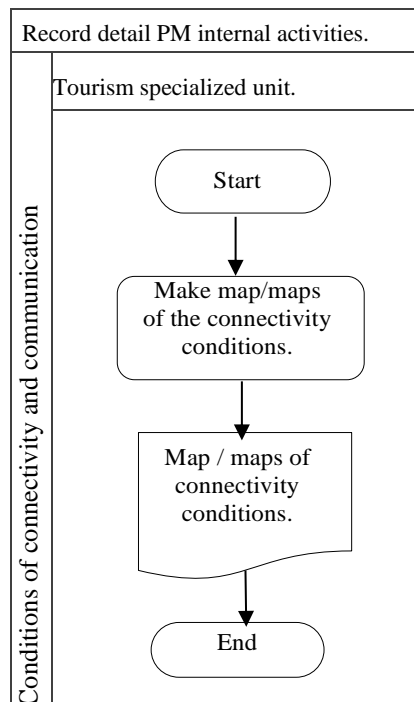 Record detail PM internal activities.
Tourism specialized unit.
Conditions of connectivity and communication
Start
Make map/maps
of the connectivity
conditions.
Map / maps of
connectivity
conditions.
End